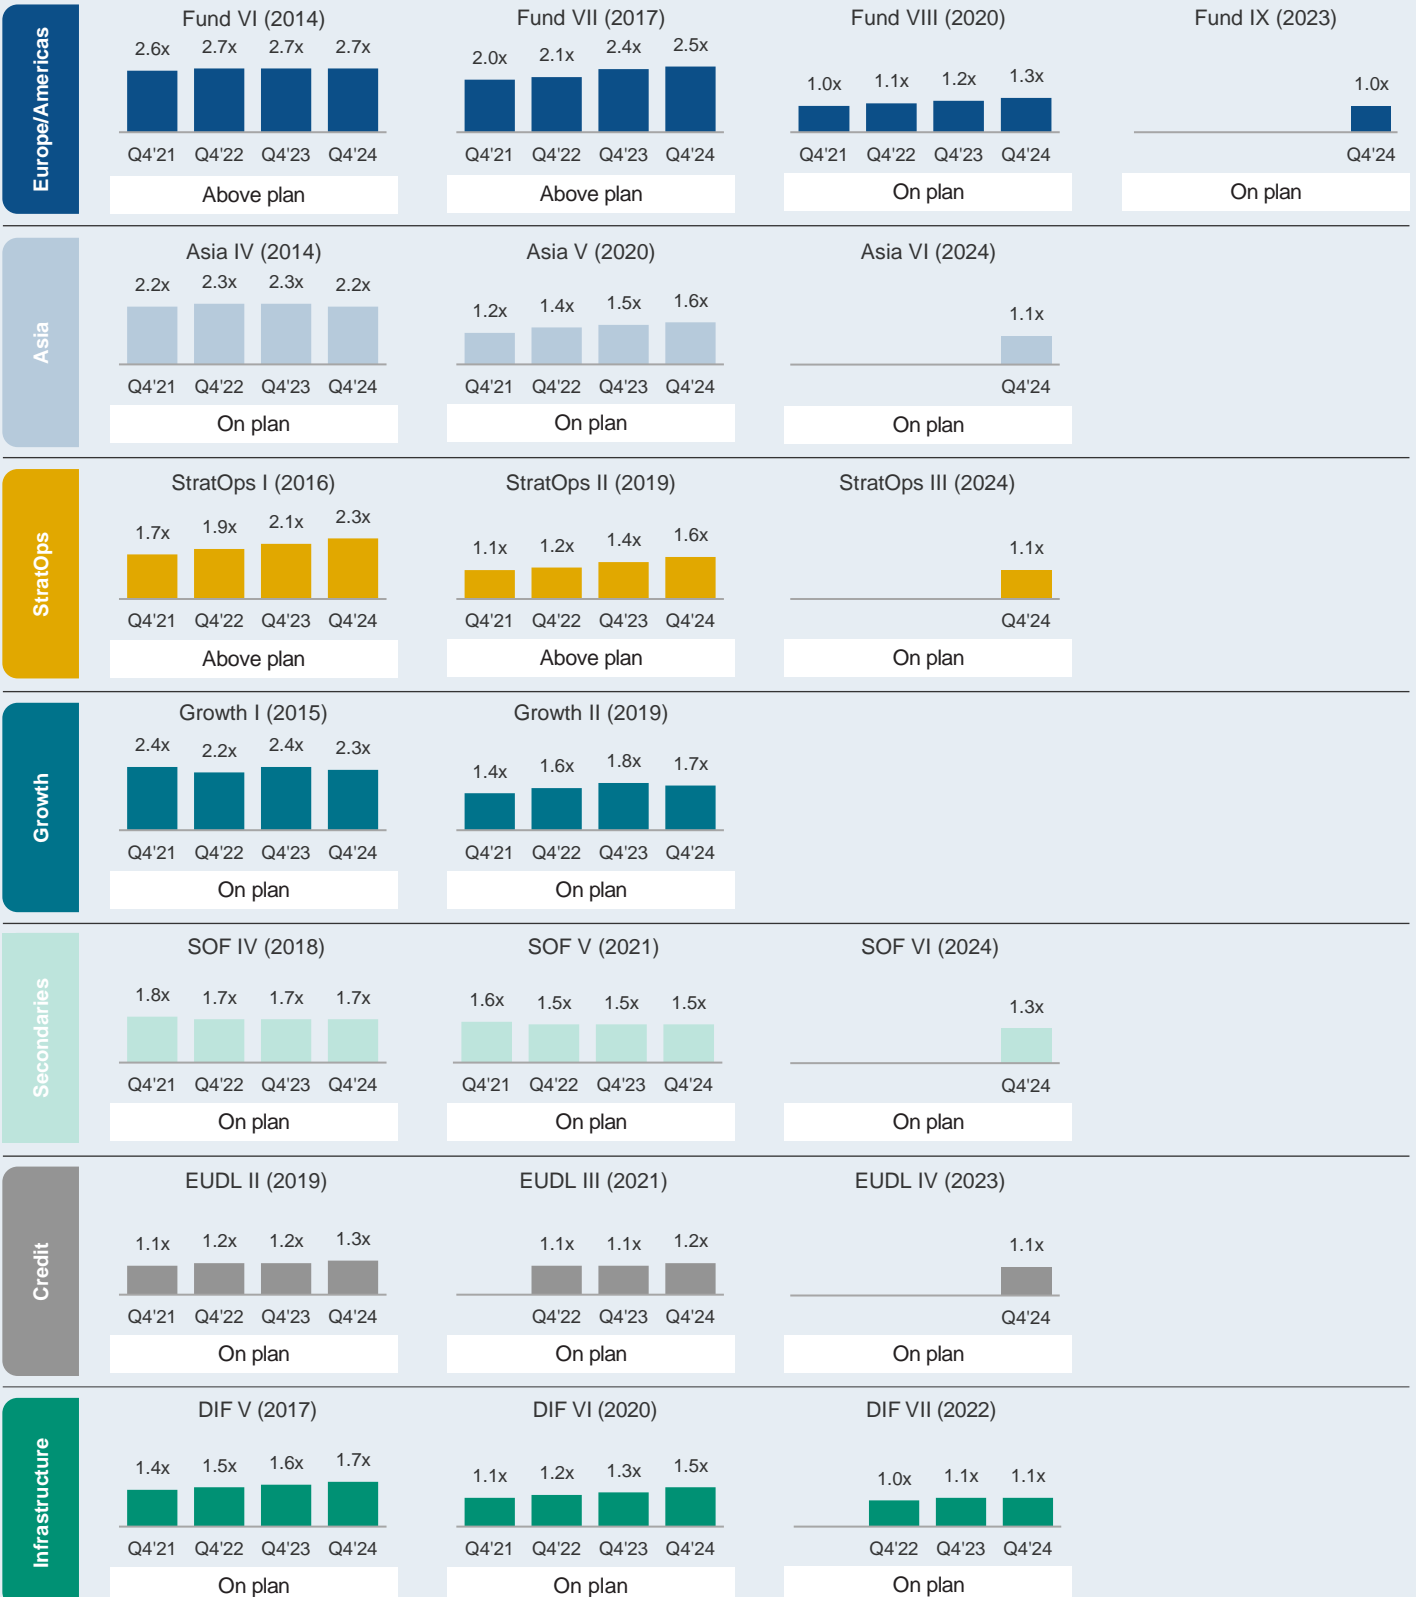 Europe/Americas
Fund VI (2014)
2.6x 2.7x 2.7x 2.7x
Q4'21 Q4'22 Q4'23 Q4'24
Above plan
Fund VII (2017)
2.0x 2.1x 2.4x 2.5x
Q4'21 Q4'22 Q4'23 Q4'24
Above plan
Fund VIII (2020)
1.0x 1.1x 1.2x 1.3x
Q4'21 Q4'22 Q4'23 Q4'24
On plan
Fund IX (2023)
1.0x
Q4'24
On plan
Asia
Asia IV (2014)
2.2x 2.3x 2.3x 2.2x
Q4'21 Q4'22 Q4'23 Q4'24
On plan
Asia V (2020)
1.2x 1.4x 1.5x 1.6x
Q4'21 Q4'22 Q4'23 Q4'24
On plan
Asia VI (2024)
1.1x
Q4'24
On plan
StratOps
StratOps I (2016)
1.7x 1.9x 2.1x 2.3x
Q4'21 Q4'22 Q4'23 Q4'24
Above plan
StratOps II (2019)
1.1x 1.2x 1.4x 1.6x
Q4'21 Q4'22 Q4'23 Q4'24
Above plan
StratOps III (2024)
1.1x
Q4'24
On plan
Growth
Growth I (2015)
2.4x 2.2x 2.4x 2.3x
Q4'21 Q4'22 Q4'23 Q4'24
On plan
Growth II (2019)
1.4x 1.6x 1.8x 1.7x
Q4'21 Q4'22 Q4'23 Q4'24
On plan
Secondaries
SOF IV (2018)
1.8x 1.7x 1.7x 1.7x
Q4'21 Q4'22 Q4'23 Q4'24
On plan
SOF V (2021)
1.6x 1.5x 1.5x 1.5x
Q4'21 Q4'22 Q4'23 Q4'24
On plan
SOF VI (2024)
1.3x
Q4'24
On plan
Credit
EUDL II (2019)
1.1x 1.2x 1.2x 1.3x
Q4'21 Q4'22 Q4'23 Q4'24
On plan
EUDL III (2021)
1.1x 1.1x 1.2x
Q4'22 Q4'23 Q4'24
On plan
EUDL IV (2023)
1.1x
Q4'24
On plan
Infrastructure
DIF V (2017)
1.4x 1.5x 1.6x 1.7x
Q4'21 Q4'22 Q4'23 Q4'24
On plan
DIF VI (2020)
1.1x 1.2x 1.3x 1.5x
Q4'21 Q4'22 Q4'23 Q4'24
On plan
DIF VII (2022)
1.0x 1.1x 1.1x
Q4'22 Q4'23 Q4'24
On plan